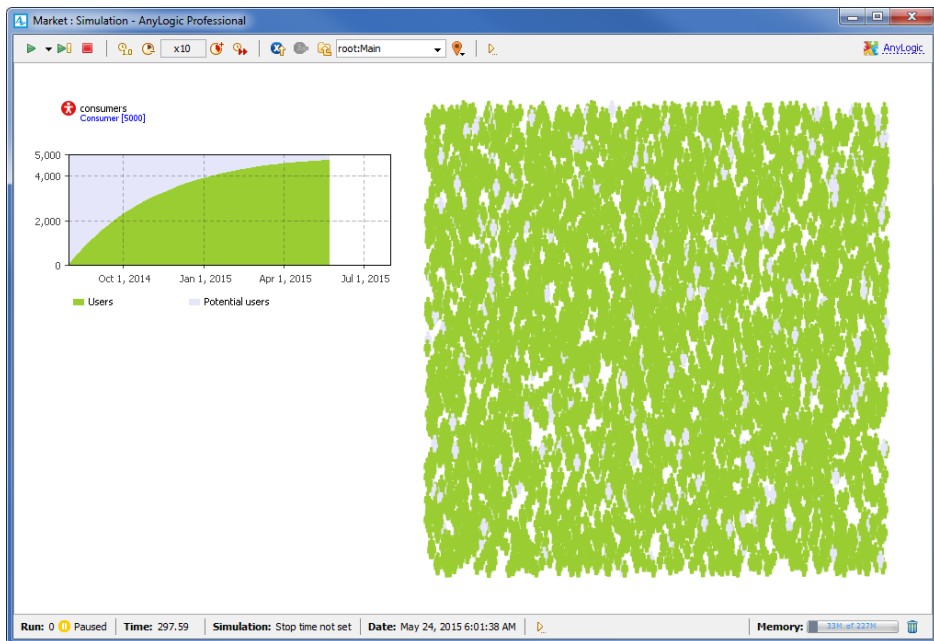 Market : Simulation - AnyLogic Professional
x10
root:Main
AnyLogic
consumers
Consumer [5000]
5,000
4,000
2,000
0
Oct 1, 2014 Jan 1, 2015 Apr 1, 2015 Jul 1, 2015
Users Potential users
Run: 0 Paused Time: 297.59 Simulation: Stop time not set Date: May 24, 2015 6:01:38 AM Memory: 33M of 227M